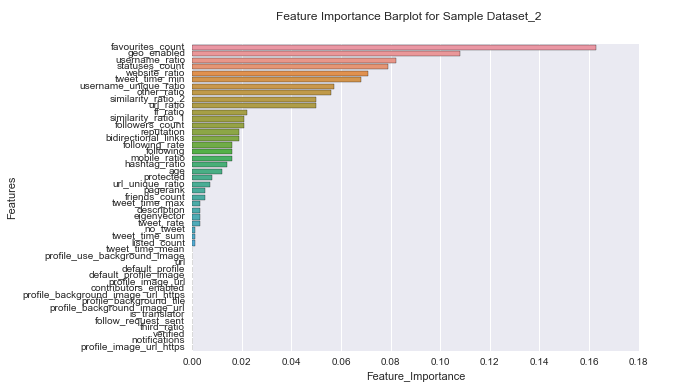 Feature Importance Barplot for Sample Dataset_2
favourites_count
geo_enabled
username_ratio
statuses_count
website_ratio
tweet_time_min
username_unique_ratio
other_ratio
similarity_ratio_2
url_ratio
ff_ratio
similarity_ratio_1
followers_count
reputation
bidirectional_links
following_rate
following
mobile_ratio
hashtag_ratio
age
protected
url_unique_ratio
pagerank
friends_count
tweet_time_max
description
eigenvector
tweet_rate
no_tweet
tweet_time_sum
listed_count
tweet_time_mean
profile_use_background_image
url
default_profile
default_profile_image
profile_image_url
contributors_enabled
profile_background_image_url_https
profile_background_tile
profile_background_image_url
is_translator
follow_request_sent
third_ratio
verified
notifications
profile_image_url_https
Features
0.00 0.02 0.04 0.06 0.08 0.10 0.12 0.14 0.16 0.18
Feature_Importance